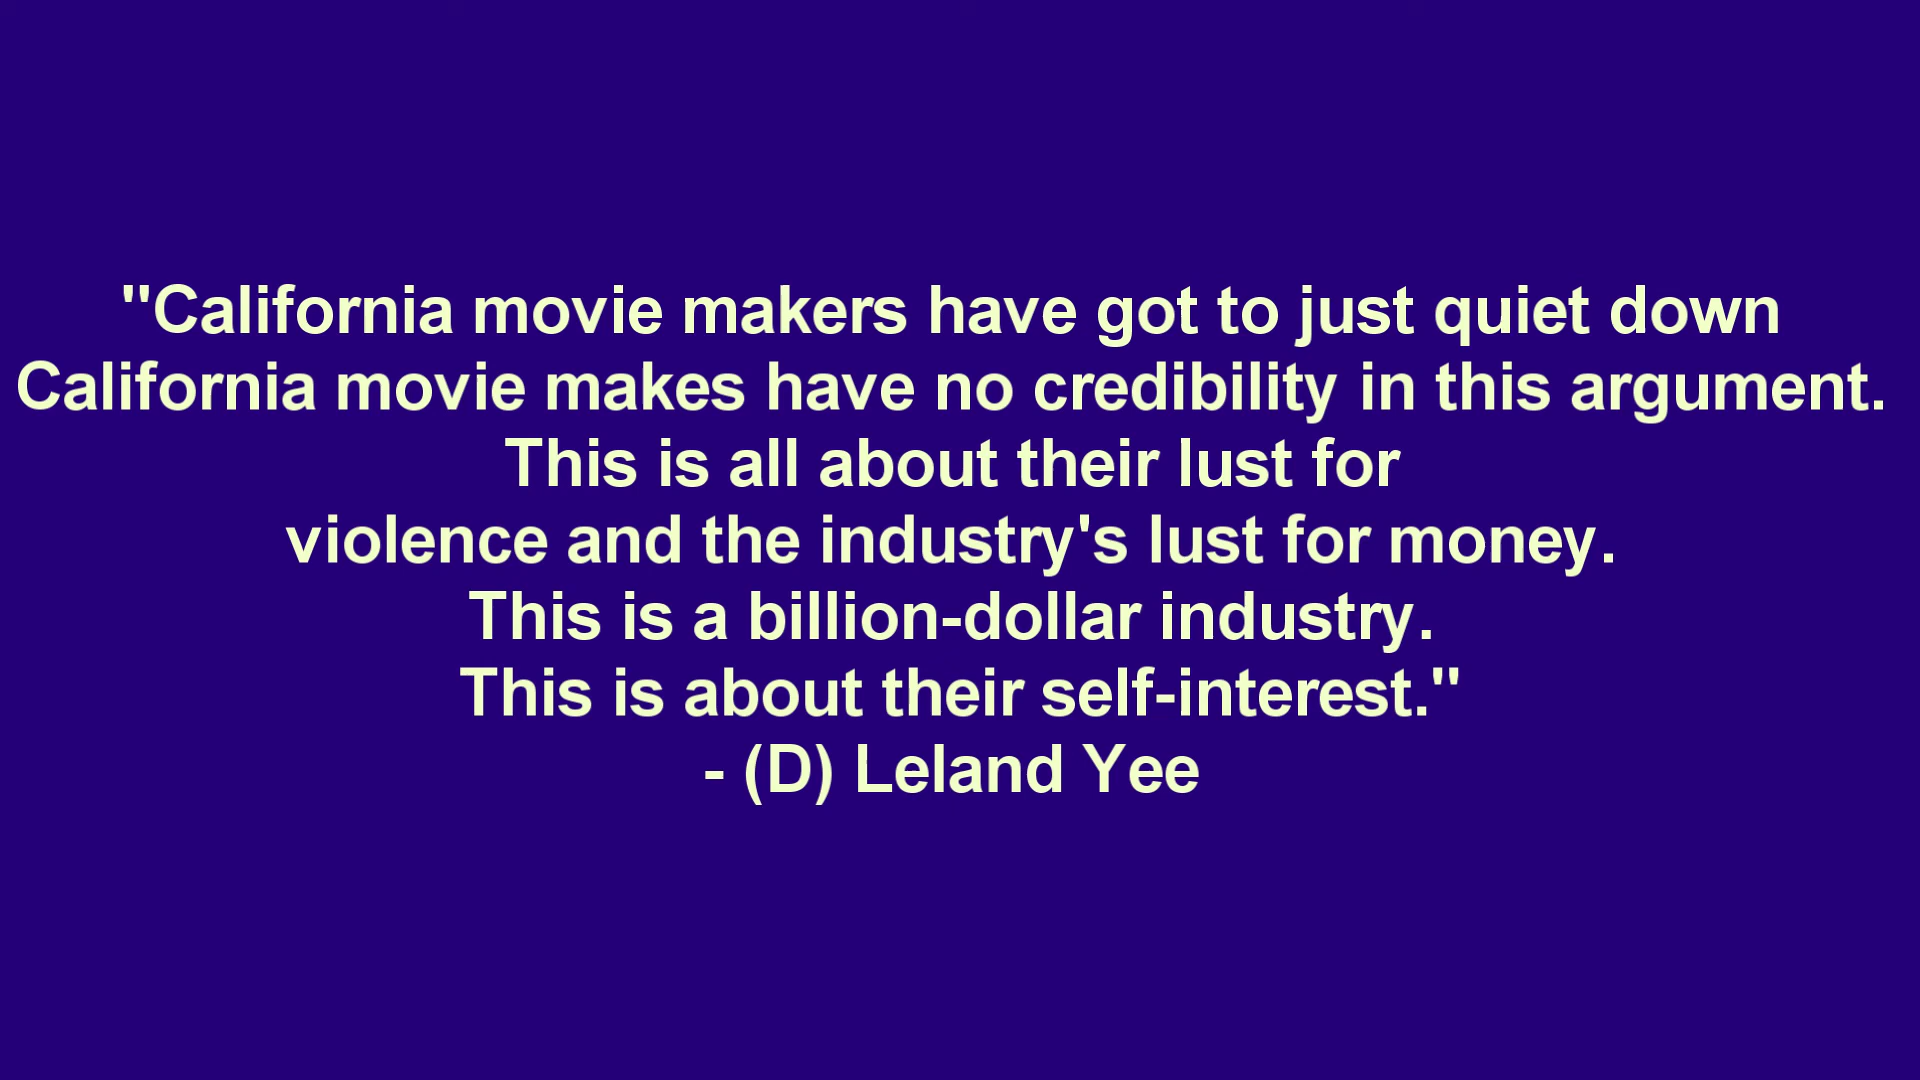 "California movie makers have got to just quiet down
California movie makes have no credibility in this argument.
This is all about their lust for
violence and the industry's lust for money.
This is a billion-dollar industry.
This is about their self-interest."
- (D) Leland Yee